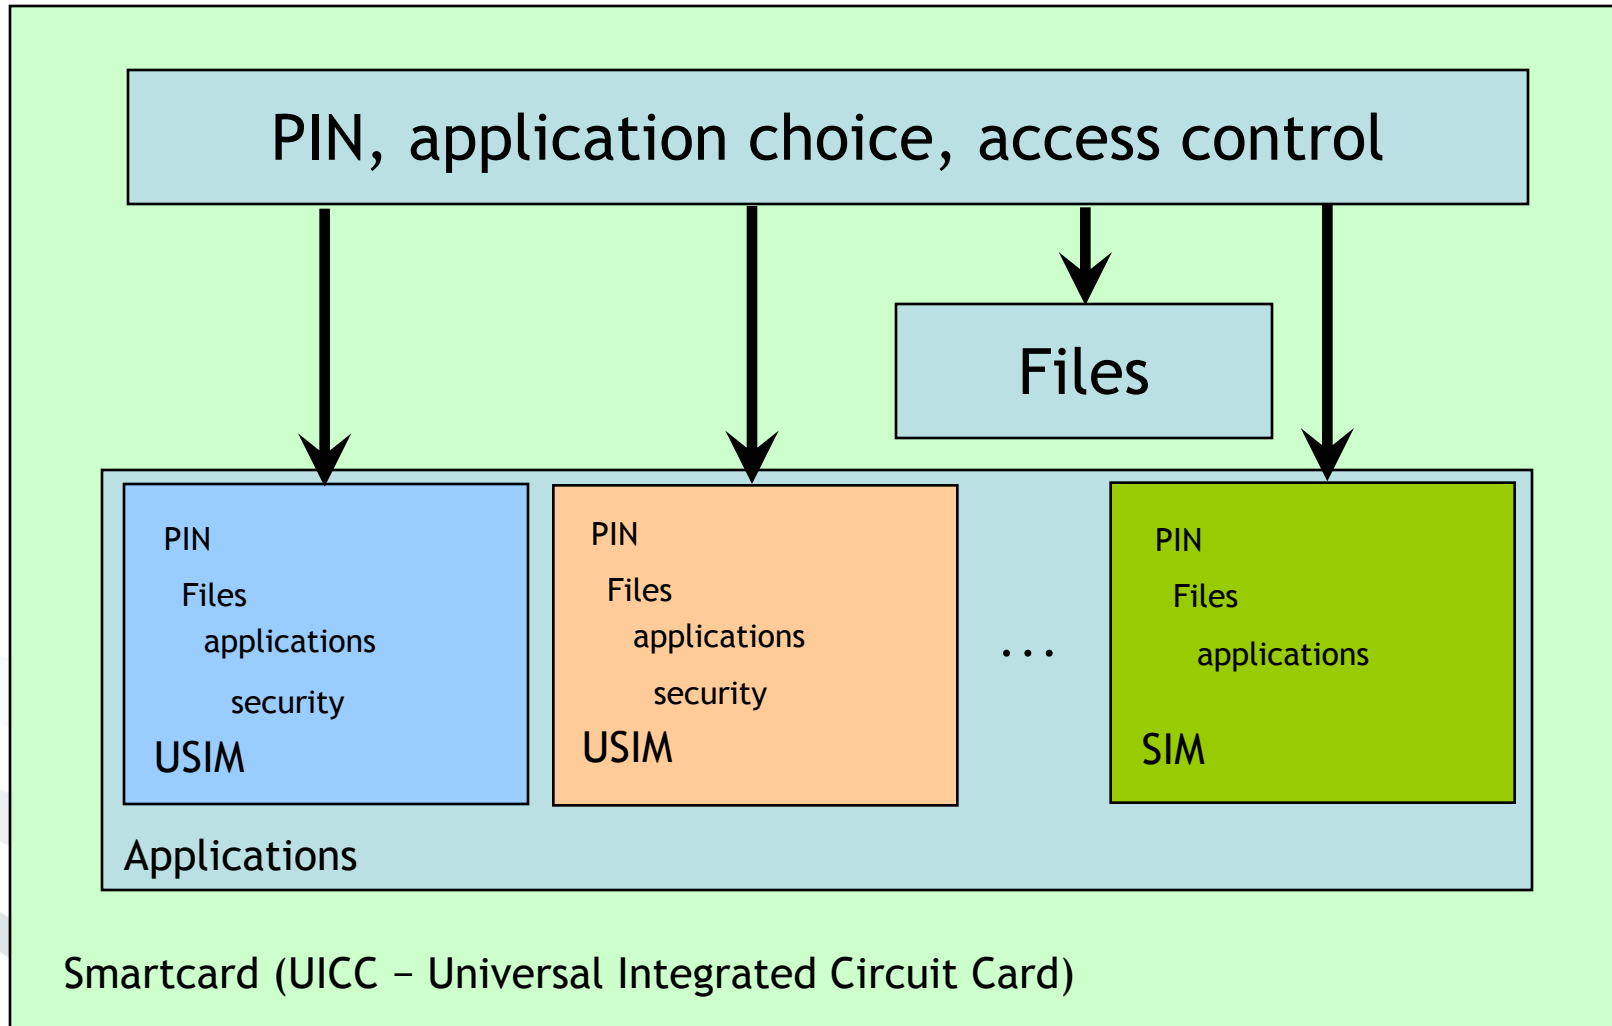 PIN, application choice, access control
Files
PIN
Files
applications
security
USIM
PIN
Files
applications
security
USIM
...
PIN
Files
applications
SIM
Applications
Smartcard (UICC – Universal Integrated Circuit Card)